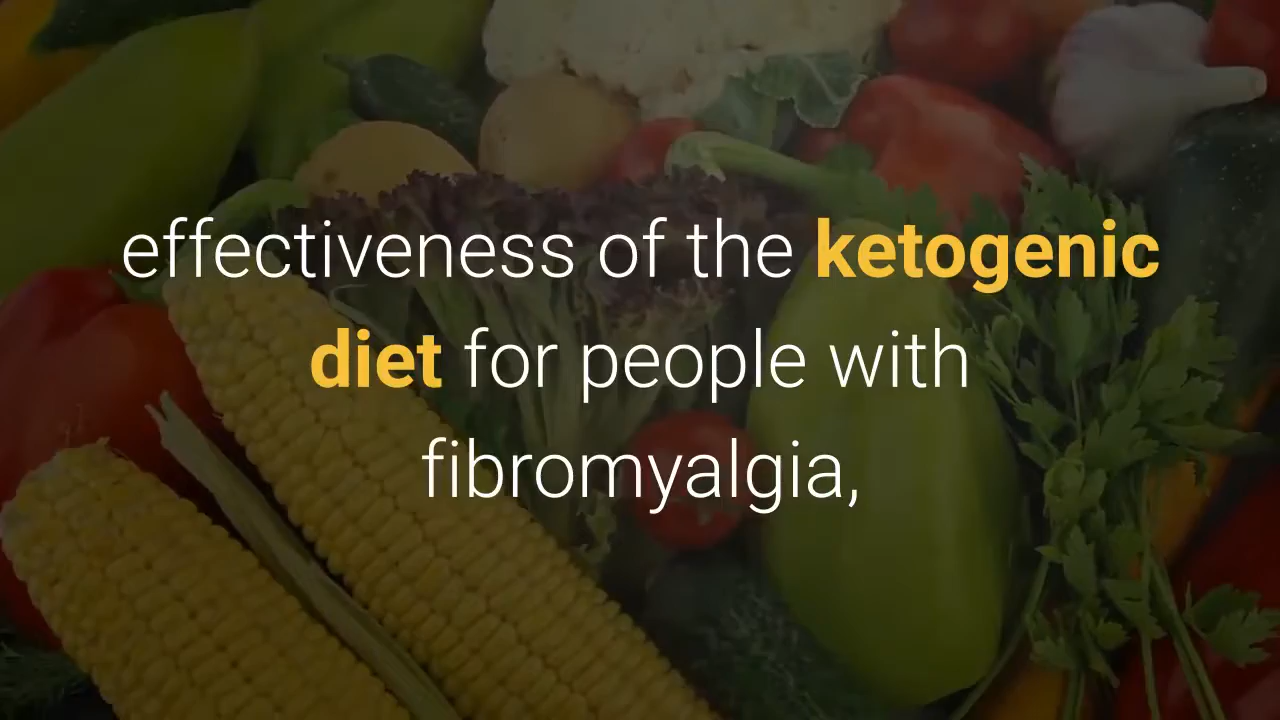 effectiveness of the ketogenic
diet for people with
fibromyalgia,